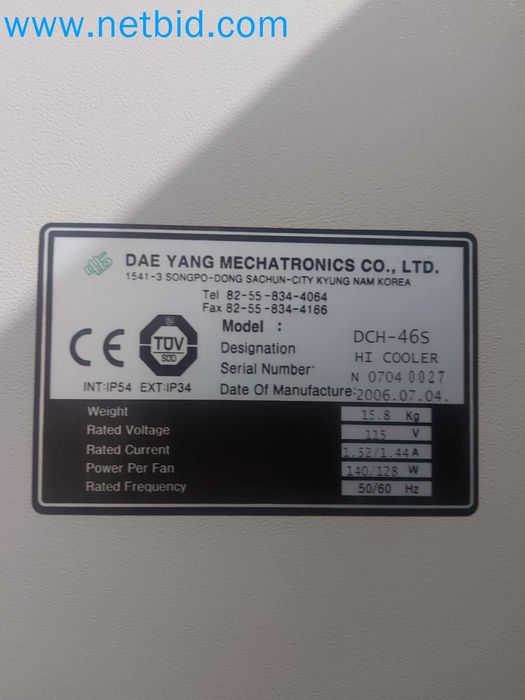 www.netbid.com
DAE YANG MECHATRONICS CO., LTD.
1541-3 SONGPO-DONG SACHUN-CITY KYUNG NAM KOREA
Tel 82-55-834-4064
Fax 82-55-834-4166
Model : DCH-46S
Designation HI COOLER
Serial Number: N 0704 0027
Date Of Manufacture: 2006.07.04.
CE
TÜV
SÜD
INT:IP54 EXT:IP34
Weight 15.8 Kg
Rated Voltage 115 V
Rated Current 1.52/1.44 A
Power Per Fan 140/128 W
Rated Frequency 50/60 Hz